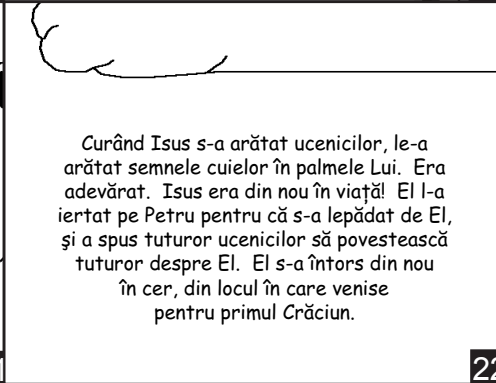 Curând Isus s-a arătat ucenicilor, le-a
arătat semnele cuielor în palmele Lui. Era
adevărat. Isus era din nou în viaţă! El l-a
iertat pe Petru pentru că s-a lepădat de El,
şi a spus tuturor ucenicilor să povestească
tuturor despre El. El s-a întors din nou
în cer, din locul în care venise
pentru primul Crăciun.
22